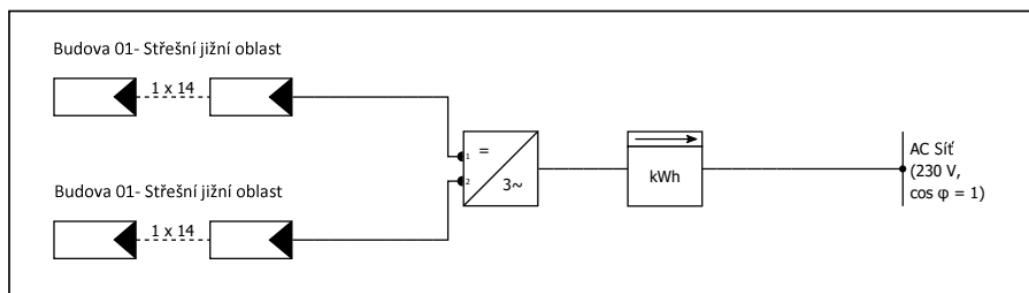 Budova 01- Střešní jižní oblast
1 x 14
1
2
=
3~
kWh
AC Síť
(230 V,
cos φ = 1)
Budova 01- Střešní jižní oblast
1 x 14